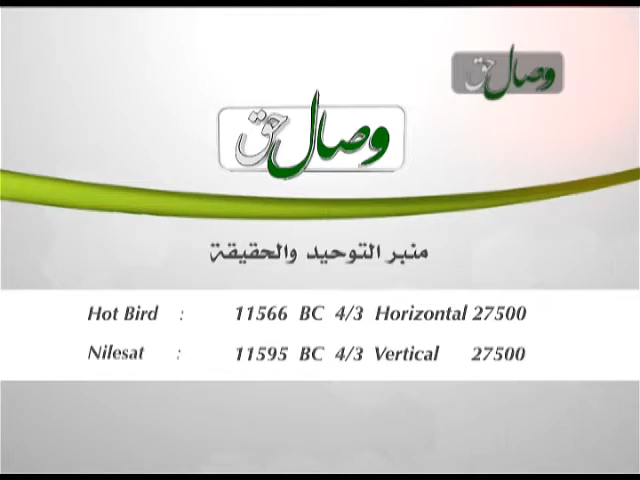 وصال حق
وصال حق
منبر التوحيد والحقيقة
Hot Bird : 11566 BC 4/3 Horizontal 27500
Nilesat : 11595 BC 4/3 Vertical 27500